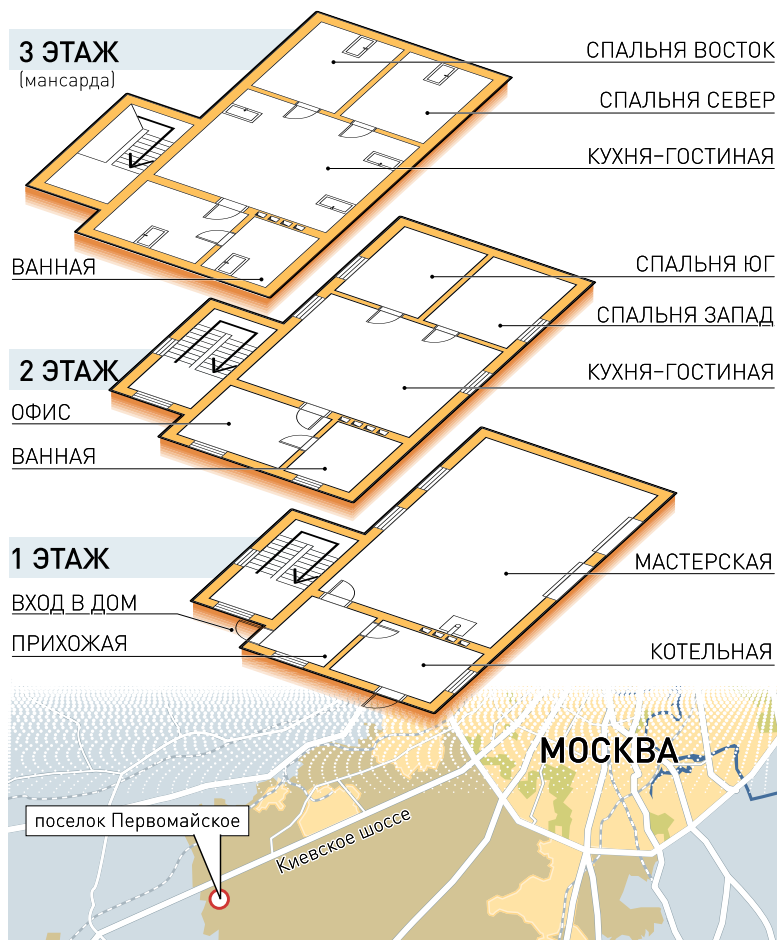 3 ЭТАЖ
(мансарда)
СПАЛЬНЯ ВОСТОК
СПАЛЬНЯ СЕВЕР
КУХНЯ-ГОСТИНАЯ
ВАННАЯ
СПАЛЬНЯ ЮГ
СПАЛЬНЯ ЗАПАД
2 ЭТАЖ
КУХНЯ-ГОСТИНАЯ
ОФИС
ВАННАЯ
1 ЭТАЖ
МАСТЕРСКАЯ
ВХОД В ДОМ
ПРИХОЖАЯ
КОТЕЛЬНАЯ
МОСКВА
поселок Первомайское
Киевское шоссе